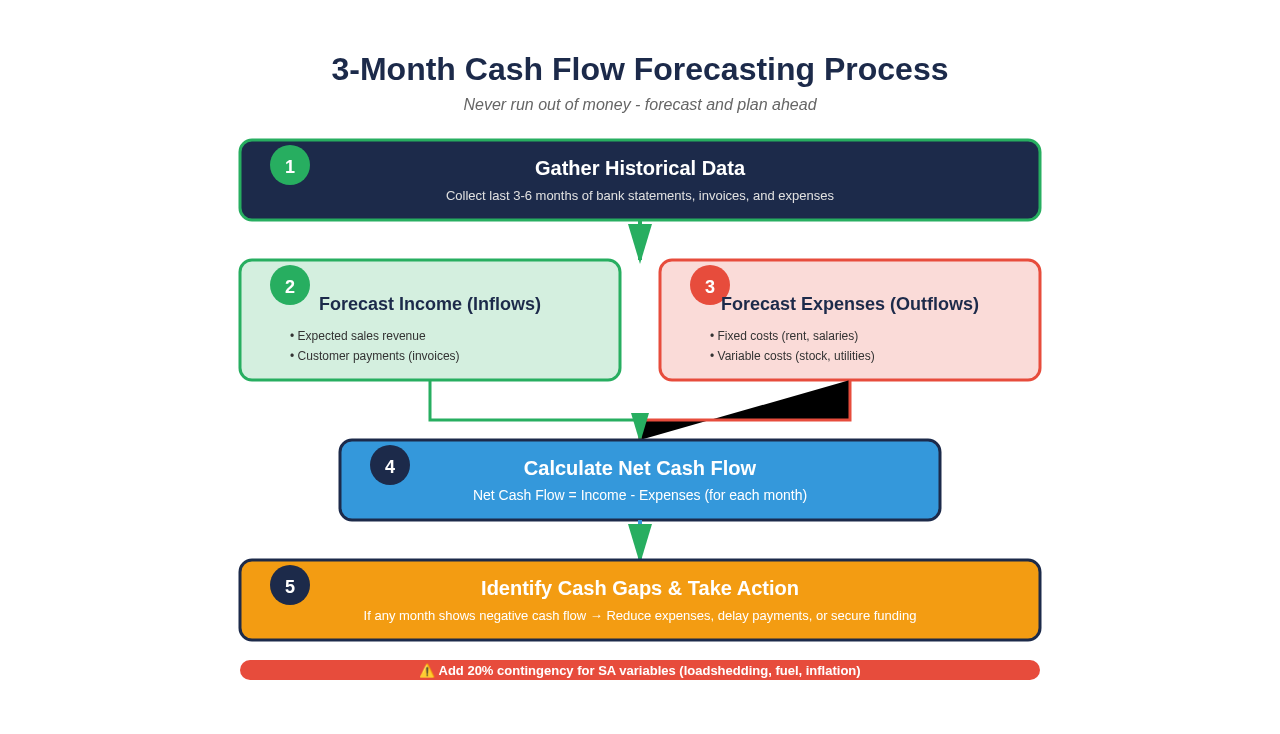 3-Month Cash Flow Forecasting Process
Never run out of money - forecast and plan ahead
1
Gather Historical Data
Collect last 3-6 months of bank statements, invoices, and expenses
2
Forecast Income (Inflows)
• Expected sales revenue
• Customer payments (invoices)
3
Forecast Expenses (Outflows)
• Fixed costs (rent, salaries)
• Variable costs (stock, utilities)
4
Calculate Net Cash Flow
Net Cash Flow = Income - Expenses (for each month)
5
Identify Cash Gaps & Take Action
If any month shows negative cash flow → Reduce expenses, delay payments, or secure funding
⚠️ Add 20% contingency for SA variables (loadshedding, fuel, inflation)